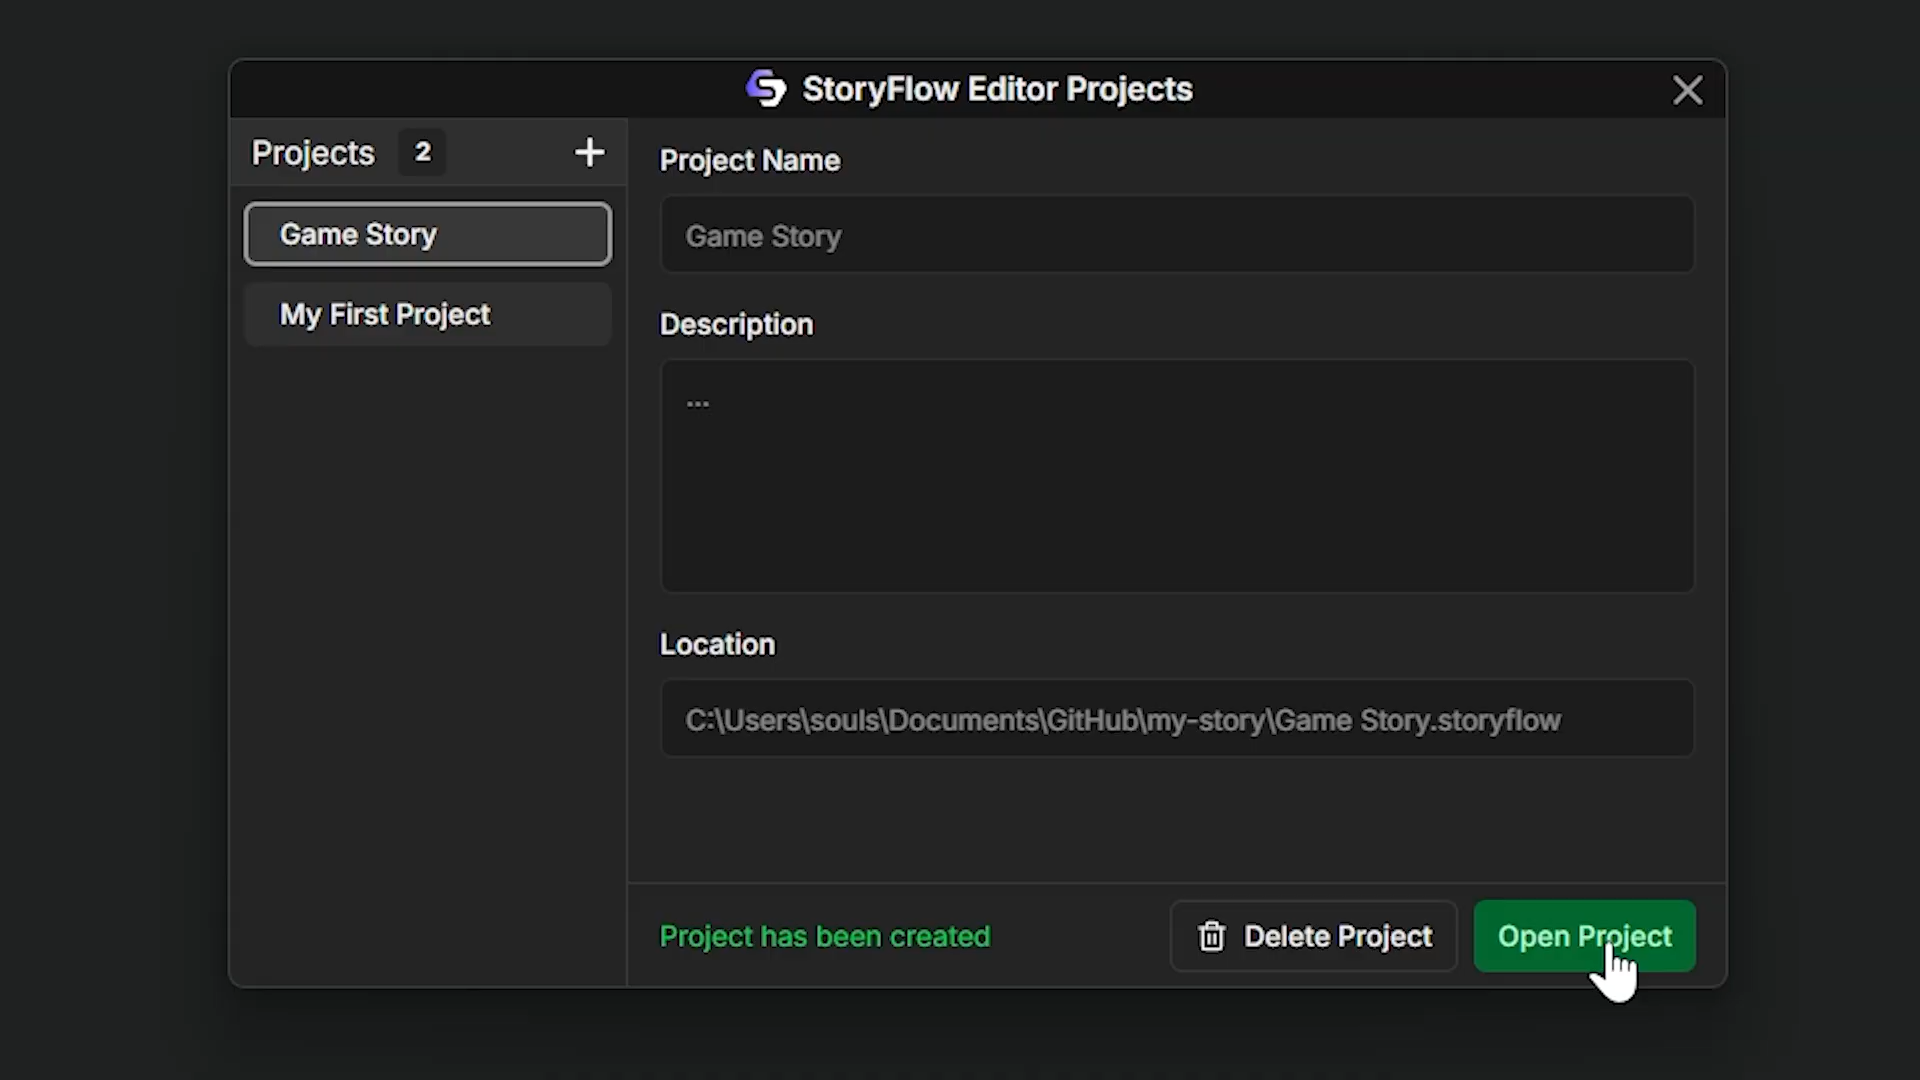 StoryFlow Editor Projects
Projects 2
Game Story
My First Project
Project Name
Game Story
Description
...
Location
C:\Users\souls\Documents\GitHub\my-story\Game Story.storyflow
Project has been created
Delete Project
Open Project